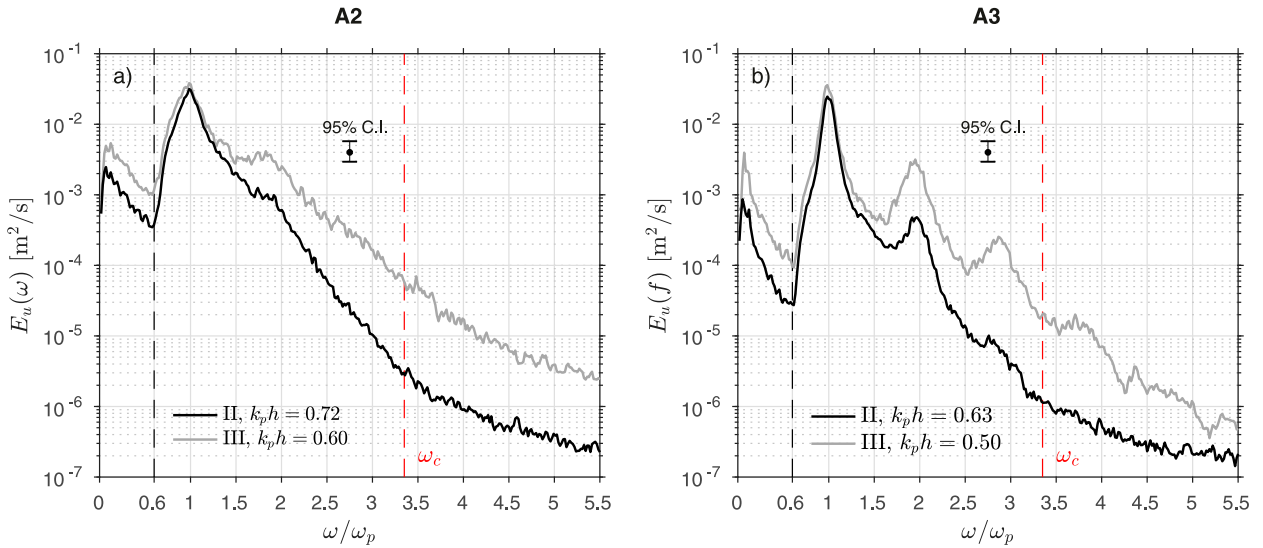 A2
a)
95% C.I.
10^-1
10^-2
10^-3
10^-4
10^-5
10^-6
10^-7
E_u(ω) [m²/s]
II, k_p h = 0.72
III, k_p h = 0.60
ω_c
0 0.6 1 1.5 2 2.5 3 3.5 4 4.5 5 5.5
ω/ω_p
A3
b)
95% C.I.
10^-1
10^-2
10^-3
10^-4
10^-5
10^-6
10^-7
E_u(f) [m²/s]
II, k_p h = 0.63
III, k_p h = 0.50
ω_c
0 0.6 1 1.5 2 2.5 3 3.5 4 4.5 5 5.5
ω/ω_p